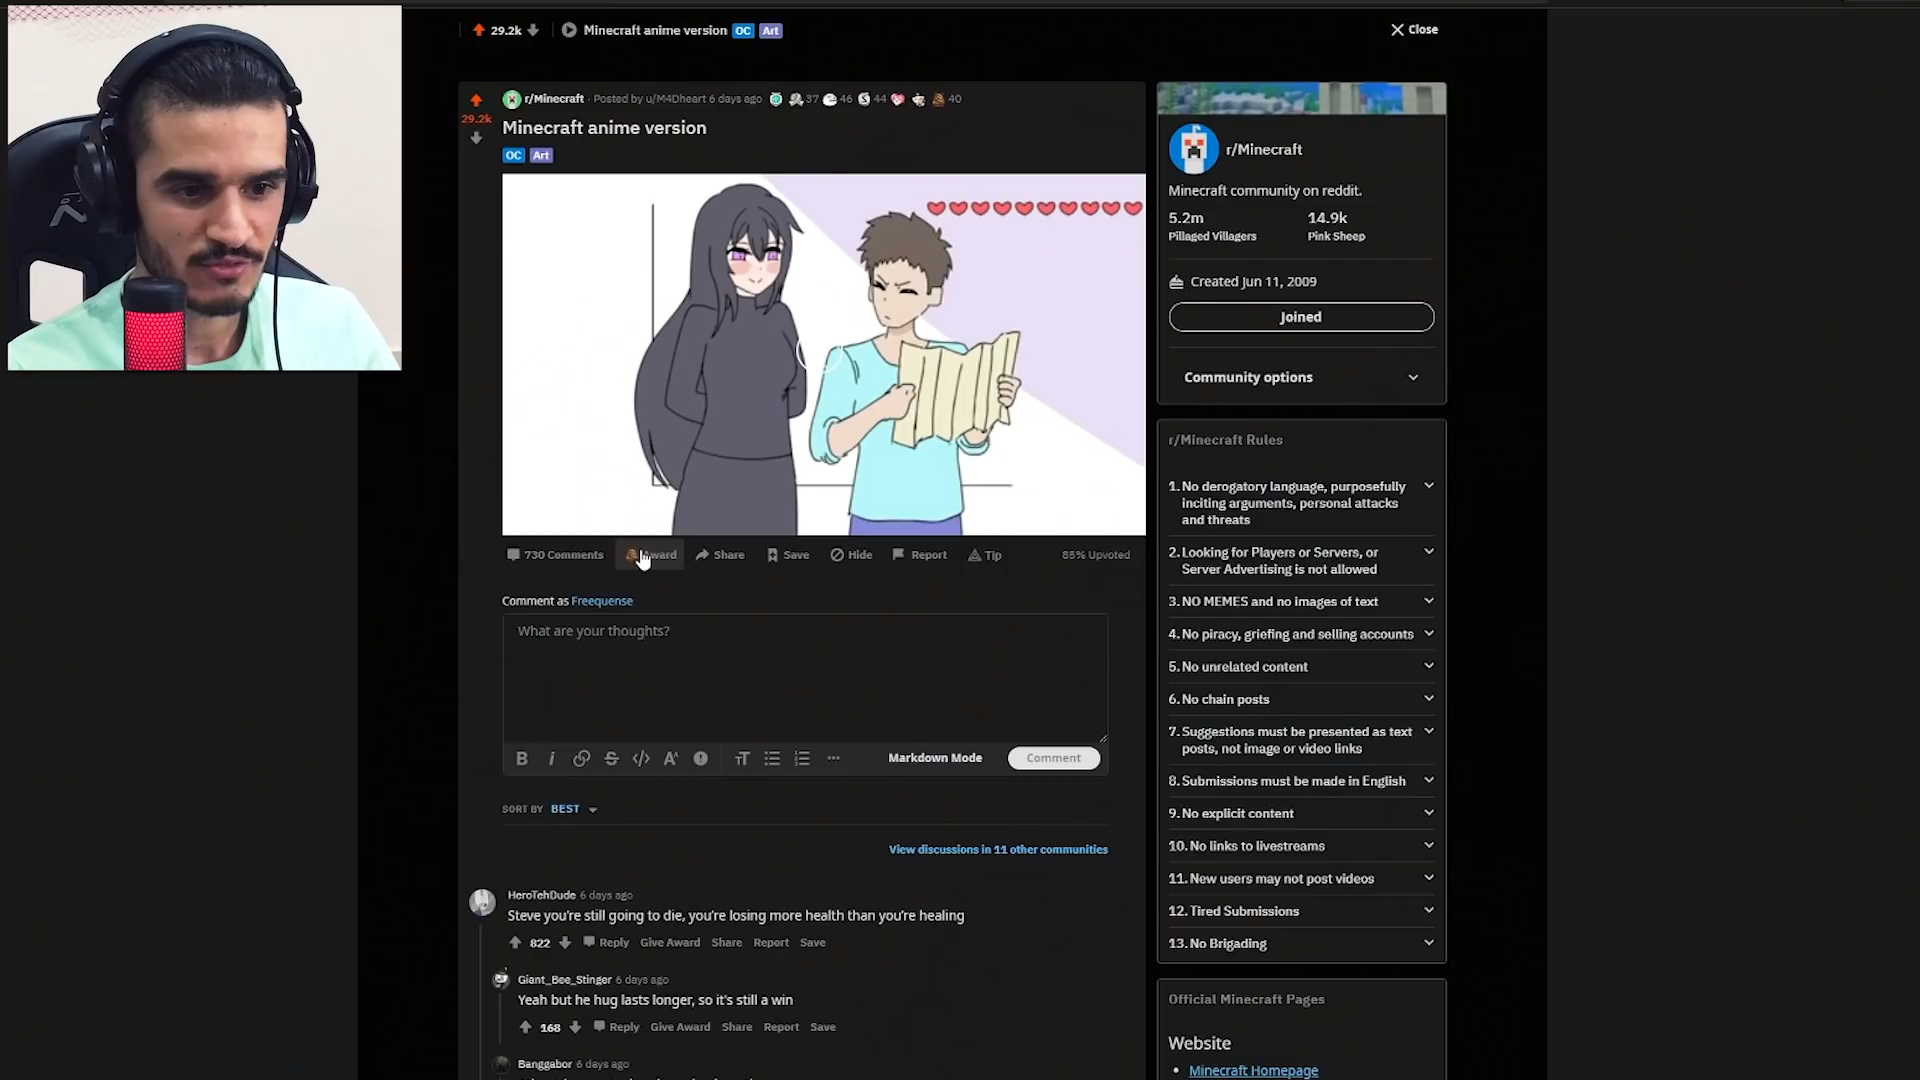 29.2k Minecraft anime version OC Art
Close
r/Minecraft · Posted by u/M4Dheart 6 days ago 37 46 44 40
29.2k
Minecraft anime version
OC Art
730 Comments Award Share Save Hide Report Tip 85% Upvoted
Comment as Freequense
What are your thoughts?
Markdown Mode Comment
SORT BY BEST
View discussions in 11 other communities
HeroTehDude 6 days ago
Steve you're still going to die, you're losing more health than you're healing
822 Reply Give Award Share Report Save
Giant_Bee_Stinger 6 days ago
Yeah but he hug lasts longer, so it's still a win
168 Reply Give Award Share Report Save
Banggabor 6 days ago
r/Minecraft
Minecraft community on reddit.
5.2m 14.9k
Pillaged Villagers Pink Sheep
Created Jun 11, 2009
Joined
Community options
r/Minecraft Rules
1. No derogatory language, purposefully
inciting arguments, personal attacks
and threats
2. Looking for Players or Servers, or
Server Advertising is not allowed
3. NO MEMES and no images of text
4. No piracy, griefing and selling accounts
5. No unrelated content
6. No chain posts
7. Suggestions must be presented as text
posts, not image or video links
8. Submissions must be made in English
9. No explicit content
10. No links to livestreams
11. New users may not post videos
12. Tired Submissions
13. No Brigading
Official Minecraft Pages
Website
Minecraft Homepage